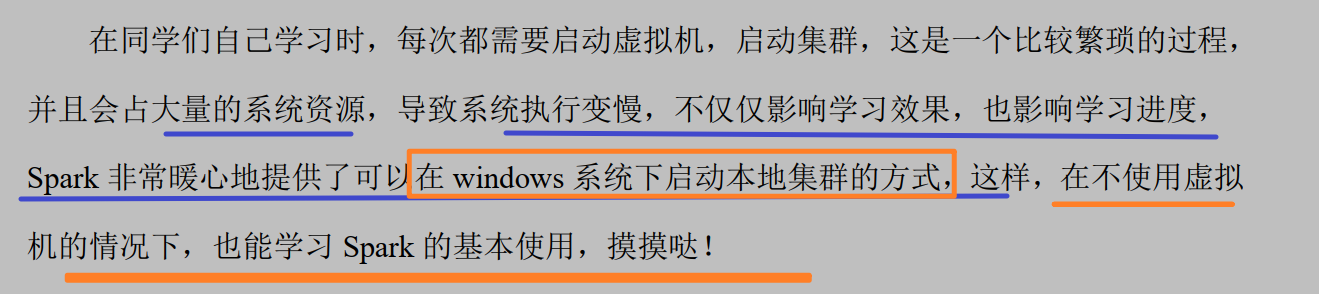 在同学们自己学习时，每次都需要启动虚拟机，启动集群，这是一个比较繁琐的过程，
并且会占大量的系统资源，导致系统执行变慢，不仅仅影响学习效果，也影响学习进度，
Spark 非常暖心地提供了可以在 windows 系统下启动本地集群的方式，这样，在不使用虚拟
机的情况下，也能学习 Spark 的基本使用，摸摸哒！